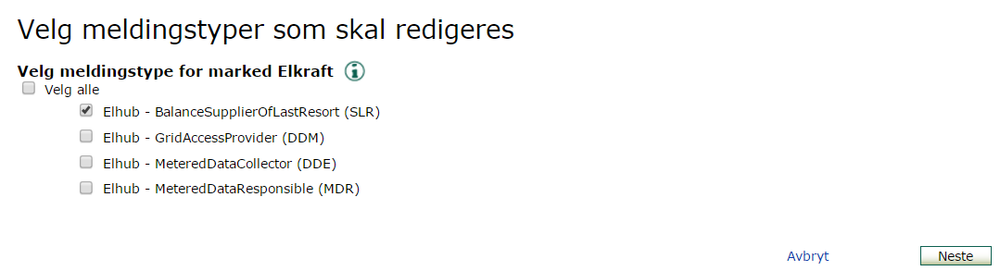 Velg meldingstyper som skal redigeres
Velg meldingstype for marked Elkraft
Velg alle
Elhub - BalanceSupplierOfLastResort (SLR)
Elhub - GridAccessProvider (DDM)
Elhub - MeteredDataCollector (DDE)
Elhub - MeteredDataResponsible (MDR)
Avbryt Neste